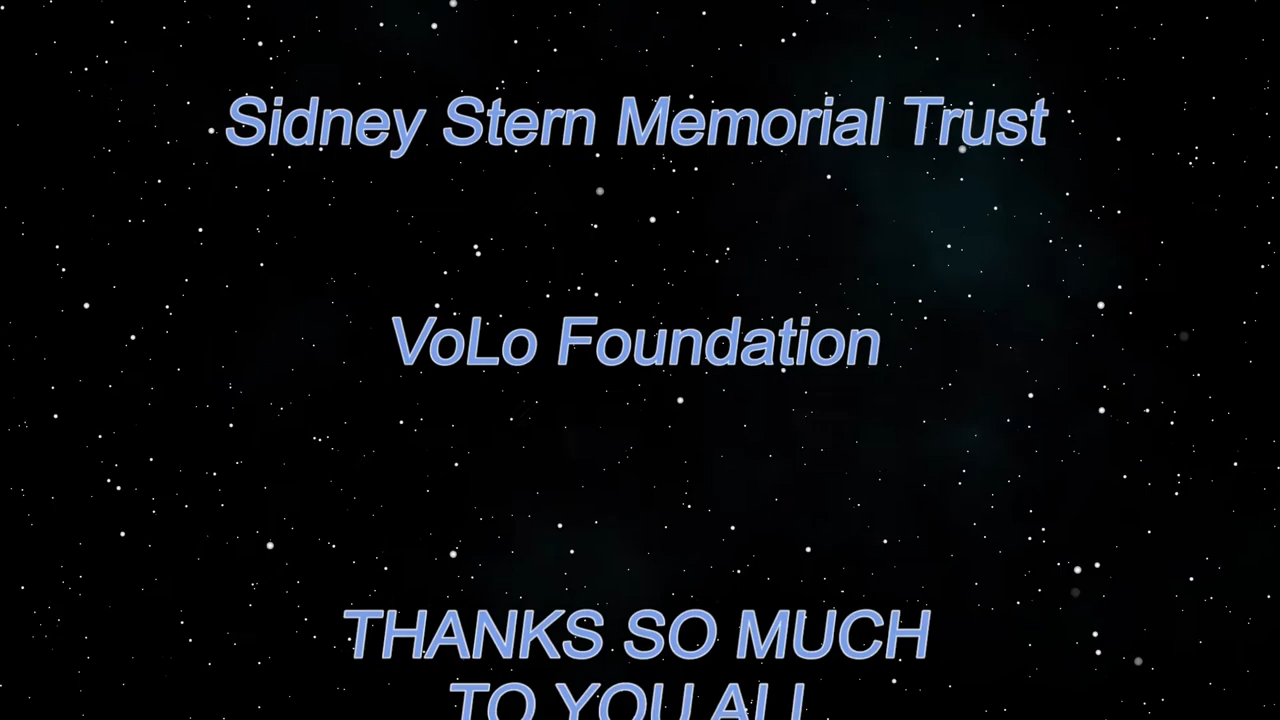 Sidney Stern Memorial Trust
VoLo Foundation
THANKS SO MUCH
TO YOU ALL